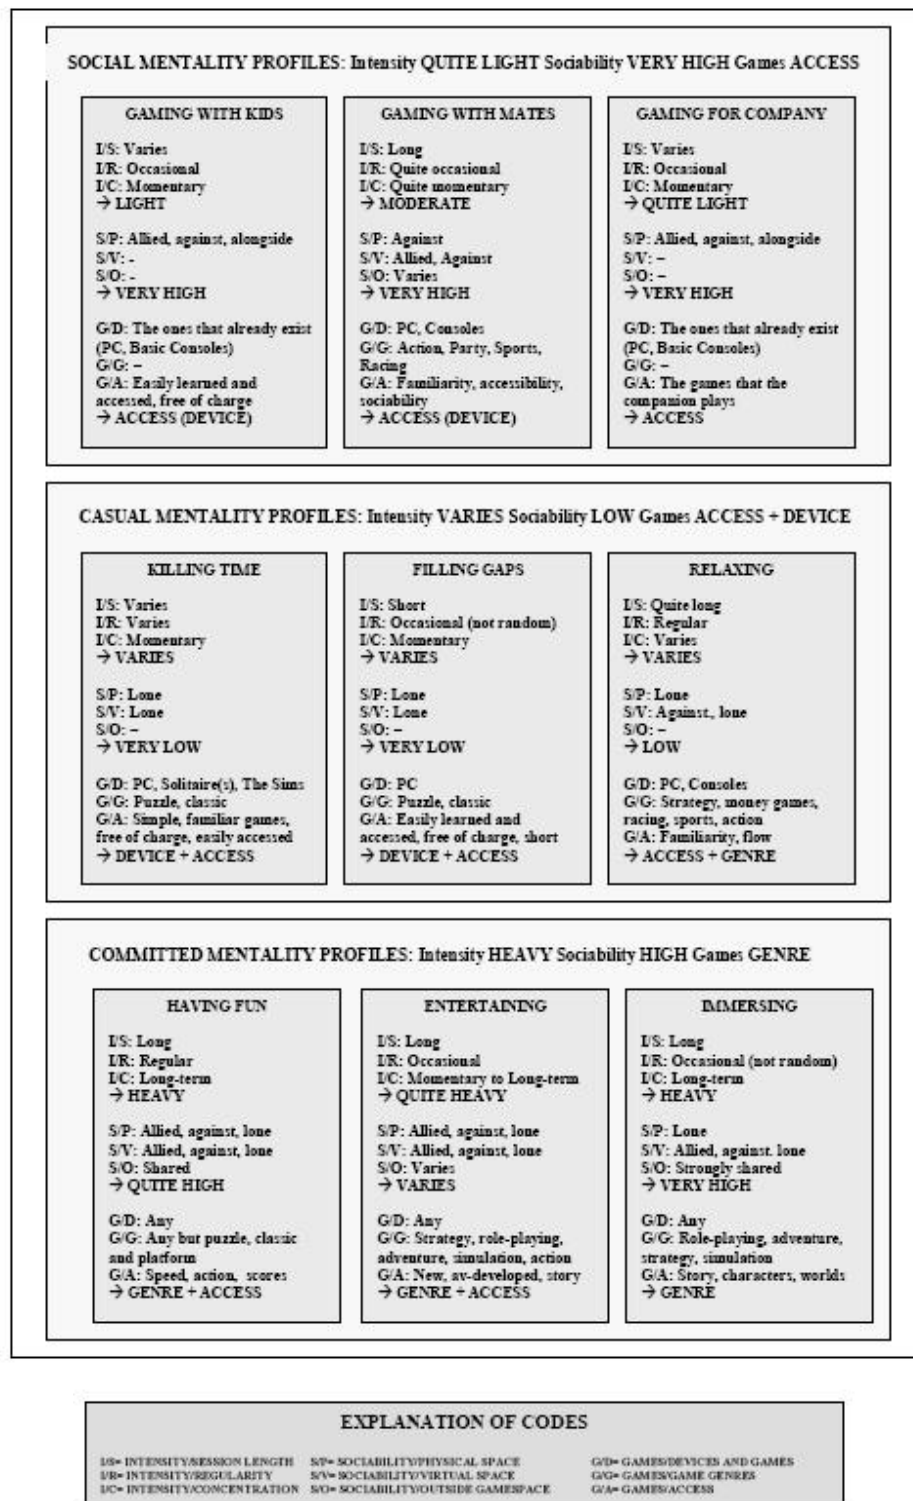 SOCIAL MENTALITY PROFILES: Intensity QUITE LIGHT Sociability VERY HIGH Games ACCESS
GAMING WITH KIDS
I/S: Varies
I/R: Occasional
I/C: Momentary
→ LIGHT
S/P: Allied, against, alongside
S/V: -
S/O: -
→ VERY HIGH
G/D: The ones that already exist
(PC, Basic Consoles)
G/G: –
G/A: Easily learned and
accessed, free of charge
→ ACCESS (DEVICE)
GAMING WITH MATES
I/S: Long
I/R: Quite occasional
I/C: Quite momentary
→ MODERATE
S/P: Against
S/V: Allied, Against
S/O: Varies
→ VERY HIGH
G/D: PC, Consoles
G/G: Action, Party, Sports,
Racing
G/A: Familiarity, accessibility,
sociability
→ ACCESS (DEVICE)
GAMING FOR COMPANY
I/S: Varies
I/R: Occasional
I/C: Momentary
→ QUITE LIGHT
S/P: Allied, against, alongside
S/V: –
S/O: –
→ VERY HIGH
G/D: The ones that already exist
(PC, Basic Consoles)
G/G: –
G/A: The games that the
companion plays
→ ACCESS
CASUAL MENTALITY PROFILES: Intensity VARIES Sociability LOW Games ACCESS + DEVICE
KILLING TIME
I/S: Varies
I/R: Varies
I/C: Momentary
→ VARIES
S/P: Lone
S/V: Lone
S/O: –
→ VERY LOW
G/D: PC, Solitaire(s), The Sims
G/G: Puzzle, classic
G/A: Simple, familiar games,
free of charge, easily accessed
→ DEVICE + ACCESS
FILLING GAPS
I/S: Short
I/R: Occasional (not random)
I/C: Momentary
→ VARIES
S/P: Lone
S/V: Lone
S/O: –
→ VERY LOW
G/D: PC
G/G: Puzzle, classic
G/A: Easily learned and
accessed, free of charge, short
→ DEVICE + ACCESS
RELAXING
I/S: Quite long
I/R: Regular
I/C: Varies
→ VARIES
S/P: Lone
S/V: Against., lone
S/O: –
→ LOW
G/D: PC, Consoles
G/G: Strategy, money games,
racing, sports, action
G/A: Familiarity, flow
→ ACCESS + GENRE
COMMITTED MENTALITY PROFILES: Intensity HEAVY Sociability HIGH Games GENRE
HAVING FUN
I/S: Long
I/R: Regular
I/C: Long-term
→ HEAVY
S/P: Allied, against, lone
S/V: Allied, against, lone
S/O: Shared
→ QUITE HIGH
G/D: Any
G/G: Any but puzzle, classic
and platform
G/A: Speed, action, scores
→ GENRE + ACCESS
ENTERTAINING
I/S: Long
I/R: Occasional
I/C: Momentary to Long-term
→ QUITE HEAVY
S/P: Allied, against, lone
S/V: Allied, against, lone
S/O: Varies
→ VARIES
G/D: Any
G/G: Strategy, role-playing,
adventure, simulation, action
G/A: New, av-developed, story
→ GENRE + ACCESS
IMMERSING
I/S: Long
I/R: Occasional (not random)
I/C: Long-term
→ HEAVY
S/P: Lone
S/V: Allied, against. lone
S/O: Strongly shared
→ VERY HIGH
G/D: Any
G/G: Role-playing, adventure,
strategy, simulation
G/A: Story, characters, worlds
→ GENRE
EXPLANATION OF CODES
I/S= INTENSITY/SESSION LENGTH S/P= SOCIABILITY/PHYSICAL SPACE G/D= GAMES/DEVICES AND GAMES
I/R= INTENSITY/REGULARITY S/V= SOCIABILITY/VIRTUAL SPACE G/G= GAMES/GAME GENRES
I/C= INTENSITY/CONCENTRATION S/O= SOCIABILITY/OUTSIDE GAMESPACE G/A= GAMES/ACCESS